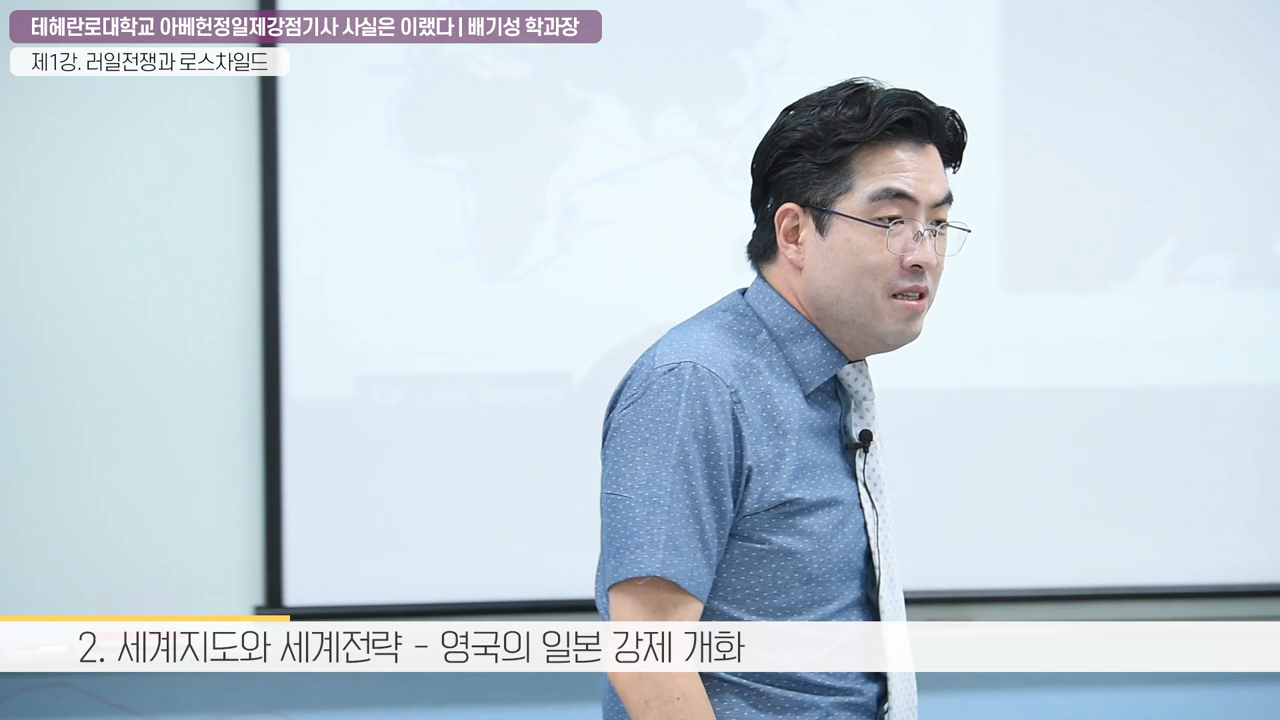 테헤란로대학교 아베헌정일제강점기사 사실은 이랬다 | 배기성 학과장
제1강. 러일전쟁과 로스차일드
2. 세계지도와 세계전략 - 영국의 일본 강제 개화